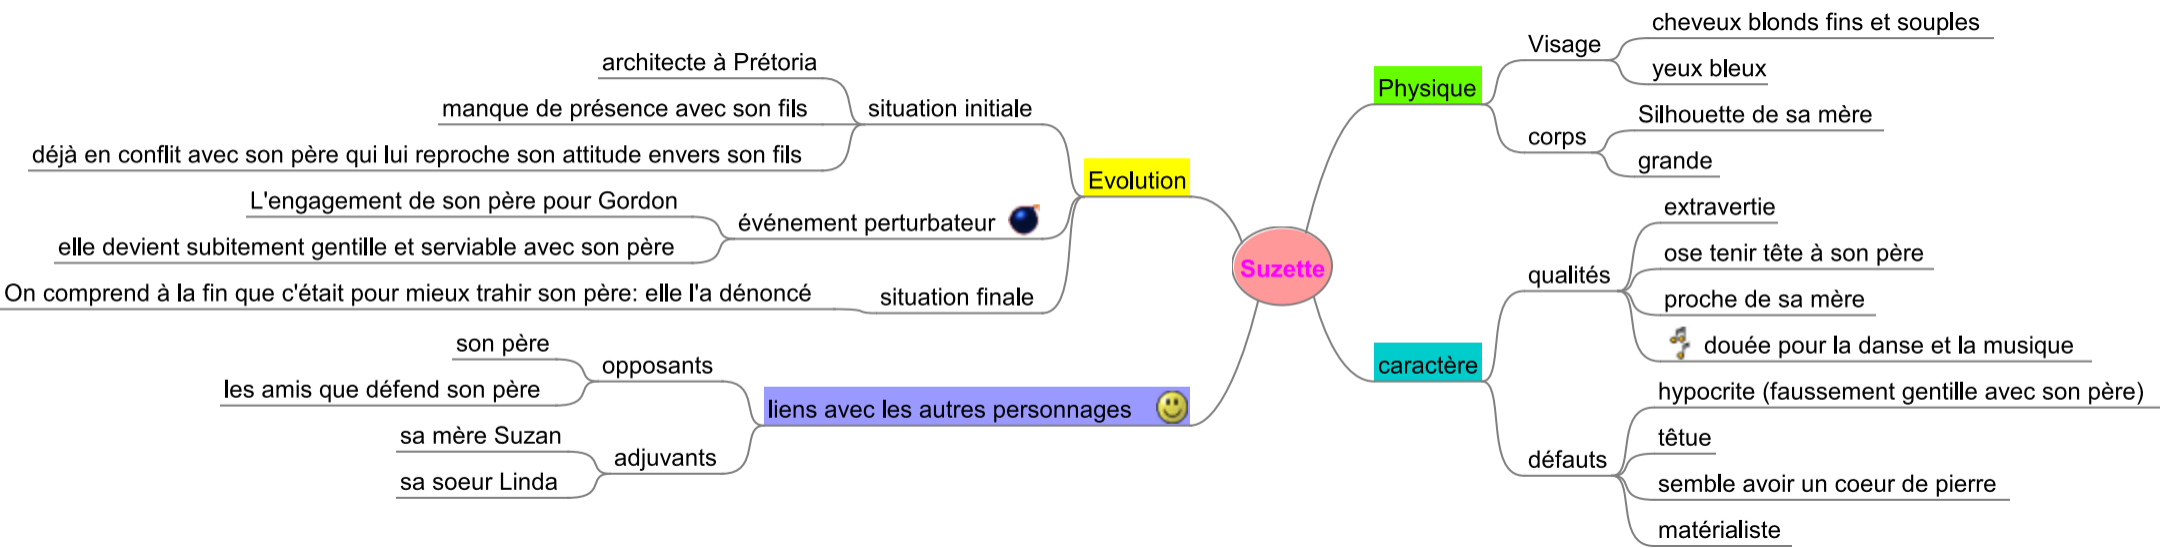 Suzette
Physique
Visage
cheveux blonds fins et souples
yeux bleux
corps
Silhouette de sa mère
grande
caractère
qualités
extravertie
ose tenir tête à son père
proche de sa mère
douée pour la danse et la musique
défauts
hypocrite (faussement gentille avec son père)
têtue
semble avoir un coeur de pierre
matérialiste
Evolution
situation initiale
architecte à Prétoria
manque de présence avec son fils
déjà en conflit avec son père qui lui reproche son attitude envers son fils
événement perturbateur
L'engagement de son père pour Gordon
elle devient subitement gentille et serviable avec son père
situation finale
On comprend à la fin que c'était pour mieux trahir son père: elle l'a dénoncé
liens avec les autres personnages
opposants
son père
les amis que défend son père
adjuvants
sa mère Suzan
sa soeur Linda